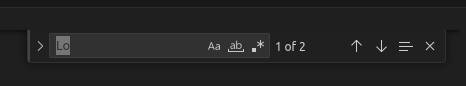 Lo Aa ab .* 1 of 2